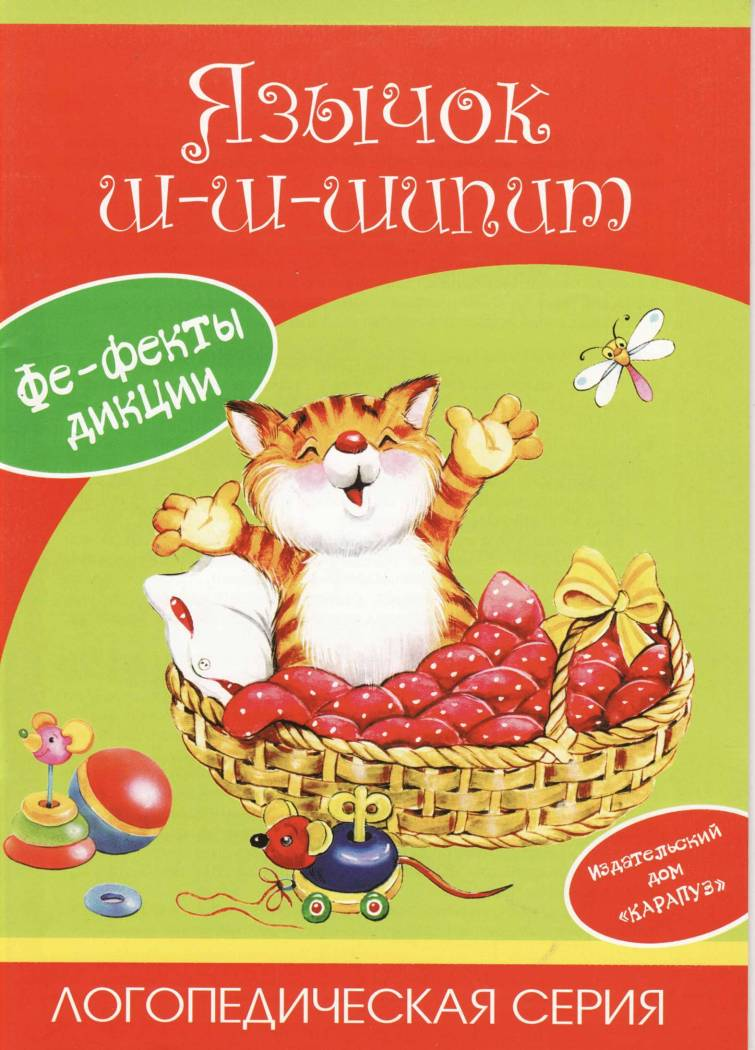 Язычок
ш-ш-шипит
Фе-фекты
дикции
Издательский
дом
«КАРАПУЗ»
ЛОГОПЕДИЧЕСКАЯ СЕРИЯ